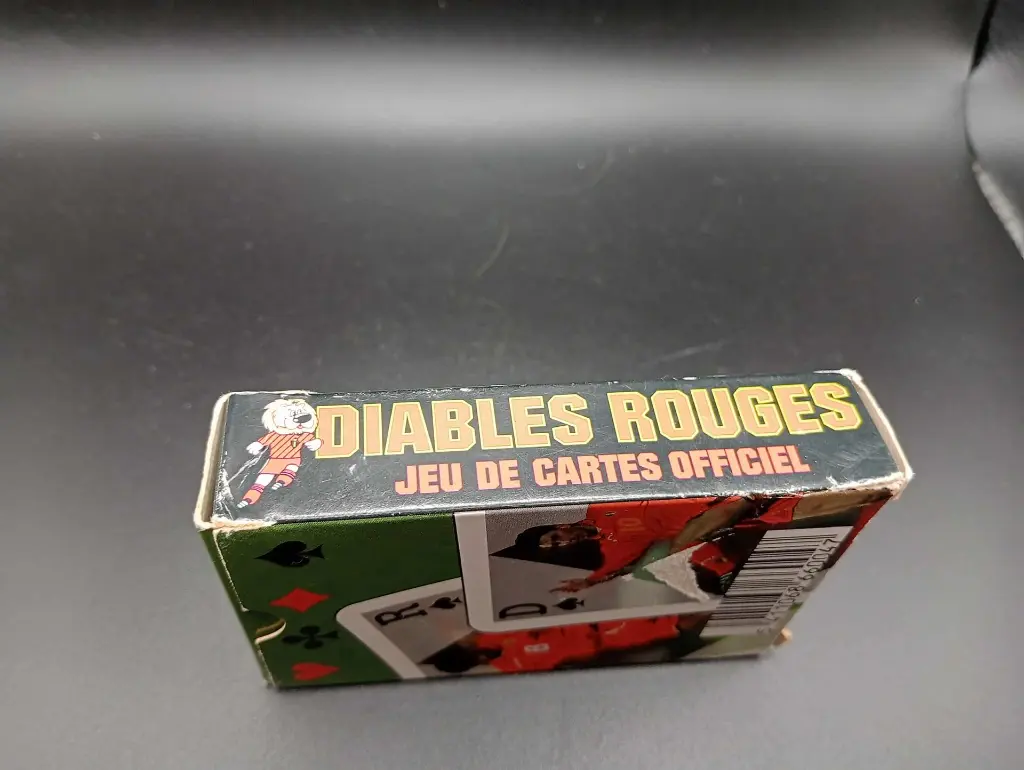 DIABLES ROUGES
JEU DE CARTES OFFICIEL
R
D